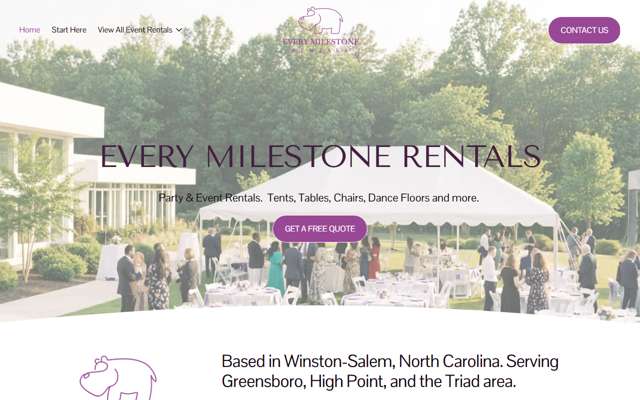 Home
Start Here
View All Event Rentals
EVERY MILESTONE
RENTALS
CONTACT US
EVERY MILESTONE RENTALS
Party & Event Rentals. Tents, Tables, Chairs, Dance Floors and more.
GET A FREE QUOTE
Based in Winston-Salem, North Carolina. Serving
Greensboro, High Point, and the Triad area.